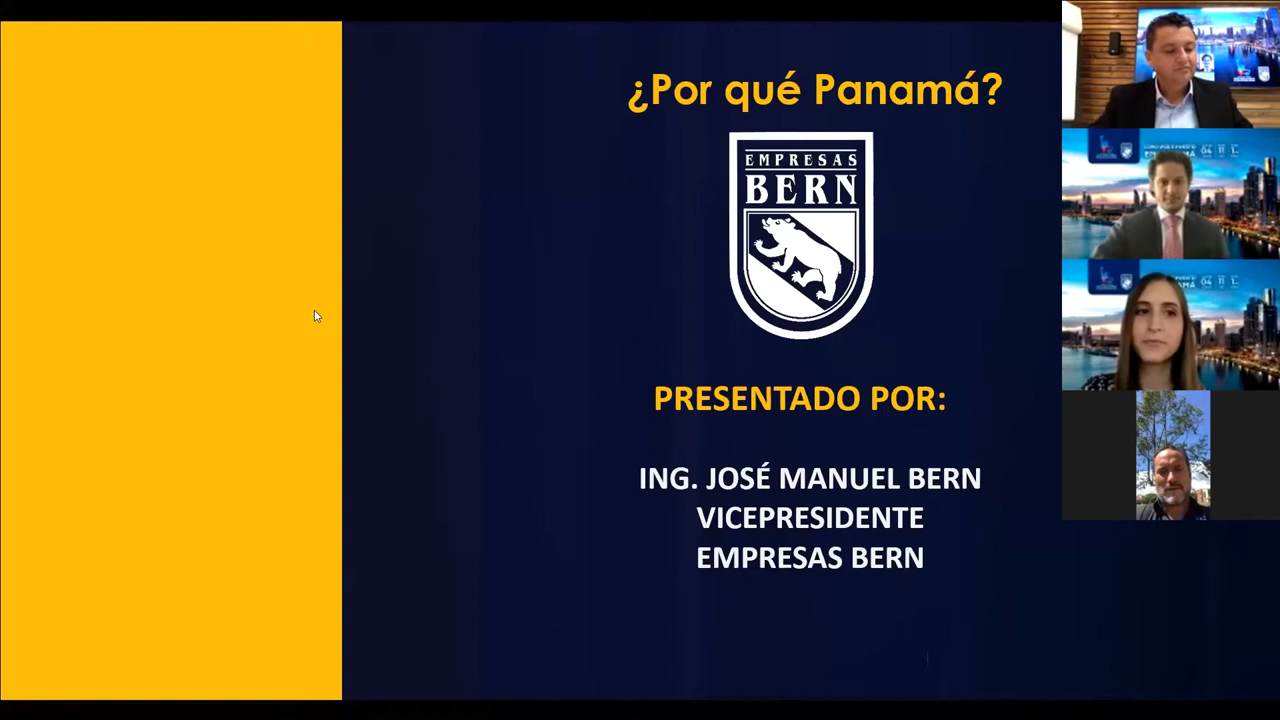 ¿Por qué Panamá?
EMPRESAS
BERN
PRESENTADO POR:
ING. JOSÉ MANUEL BERN
VICEPRESIDENTE
EMPRESAS BERN